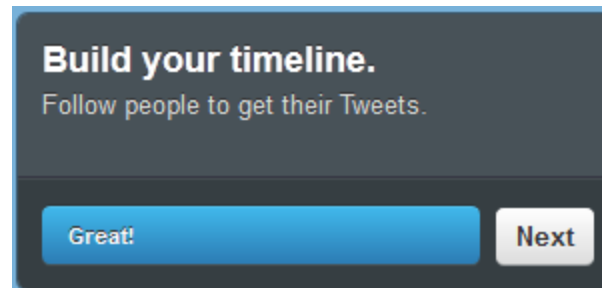 Build your timeline.
Follow people to get their Tweets.
Great!
Next